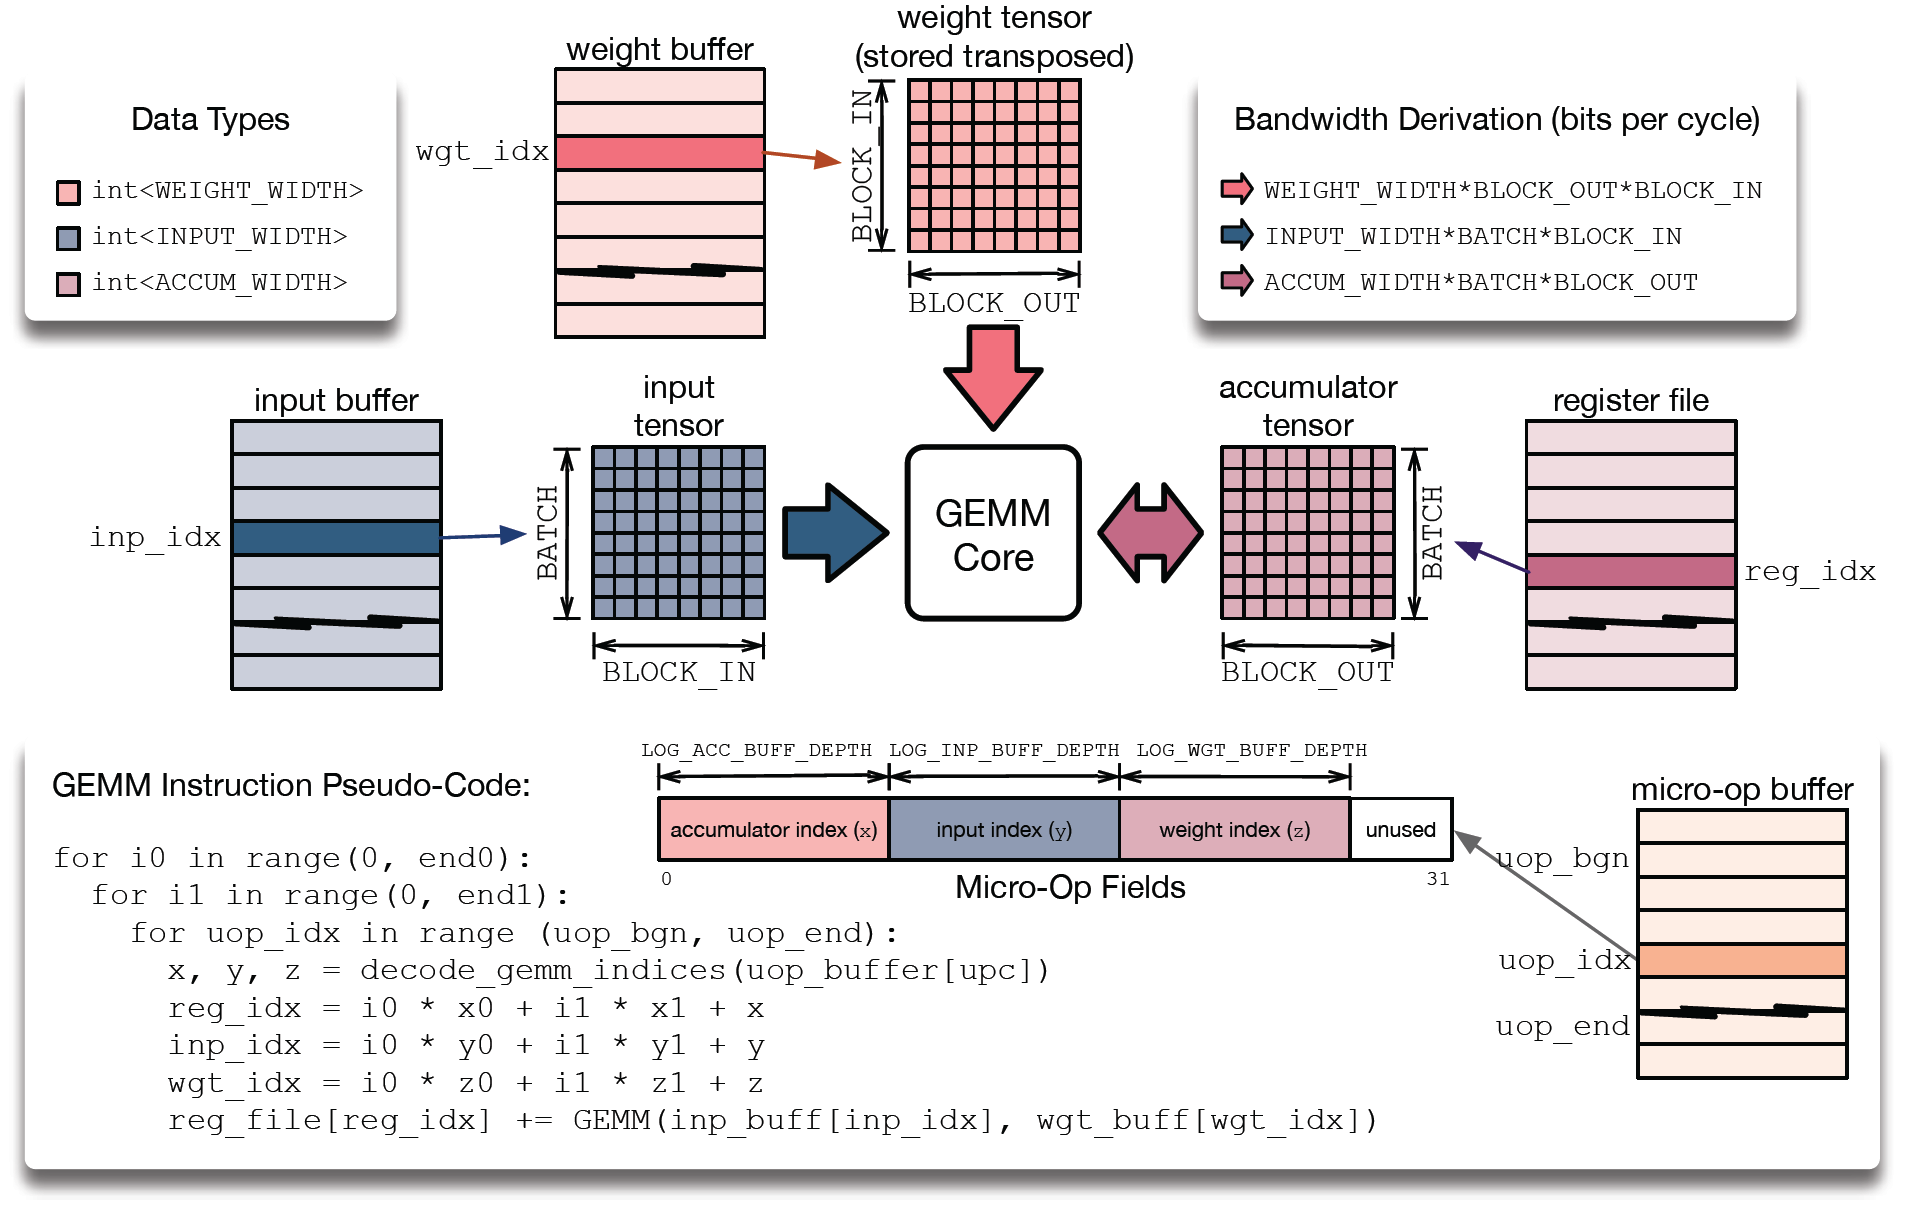 weight buffer
weight tensor
(stored transposed)
Data Types
int<WEIGHT_WIDTH>
int<INPUT_WIDTH>
int<ACCUM_WIDTH>
wgt_idx
BLOCK_IN
BLOCK_OUT
Bandwidth Derivation (bits per cycle)
WEIGHT_WIDTH*BLOCK_OUT*BLOCK_IN
INPUT_WIDTH*BATCH*BLOCK_IN
ACCUM_WIDTH*BATCH*BLOCK_OUT
input buffer
inp_idx
input
tensor
BATCH
BLOCK_IN
GEMM
Core
accumulator
tensor
BATCH
BLOCK_OUT
register file
reg_idx
LOG_ACC_BUFF_DEPTH LOG_INP_BUFF_DEPTH LOG_WGT_BUFF_DEPTH
accumulator index (x) input index (y) weight index (z) unused
0 31
Micro-Op Fields
micro-op buffer
uop_bgn
uop_idx
uop_end
GEMM Instruction Pseudo-Code:
for i0 in range(0, end0):
for i1 in range(0, end1):
for uop_idx in range (uop_bgn, uop_end):
x, y, z = decode_gemm_indices(uop_buffer[upc])
reg_idx = i0 * x0 + i1 * x1 + x
inp_idx = i0 * y0 + i1 * y1 + y
wgt_idx = i0 * z0 + i1 * z1 + z
reg_file[reg_idx] += GEMM(inp_buff[inp_idx], wgt_buff[wgt_idx])